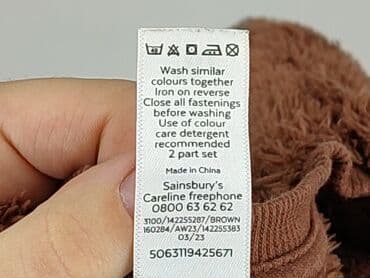 Wash similar
colours together
Iron on reverse
Close all fastenings
before washing
Use of colour
care detergent
recommended
2 part set
Made in China
Sainsbury's
Careline freephone
0800 63 62 62
3100/142255287/BROWN
160284/AW23/142255383
03/23
5063119425671